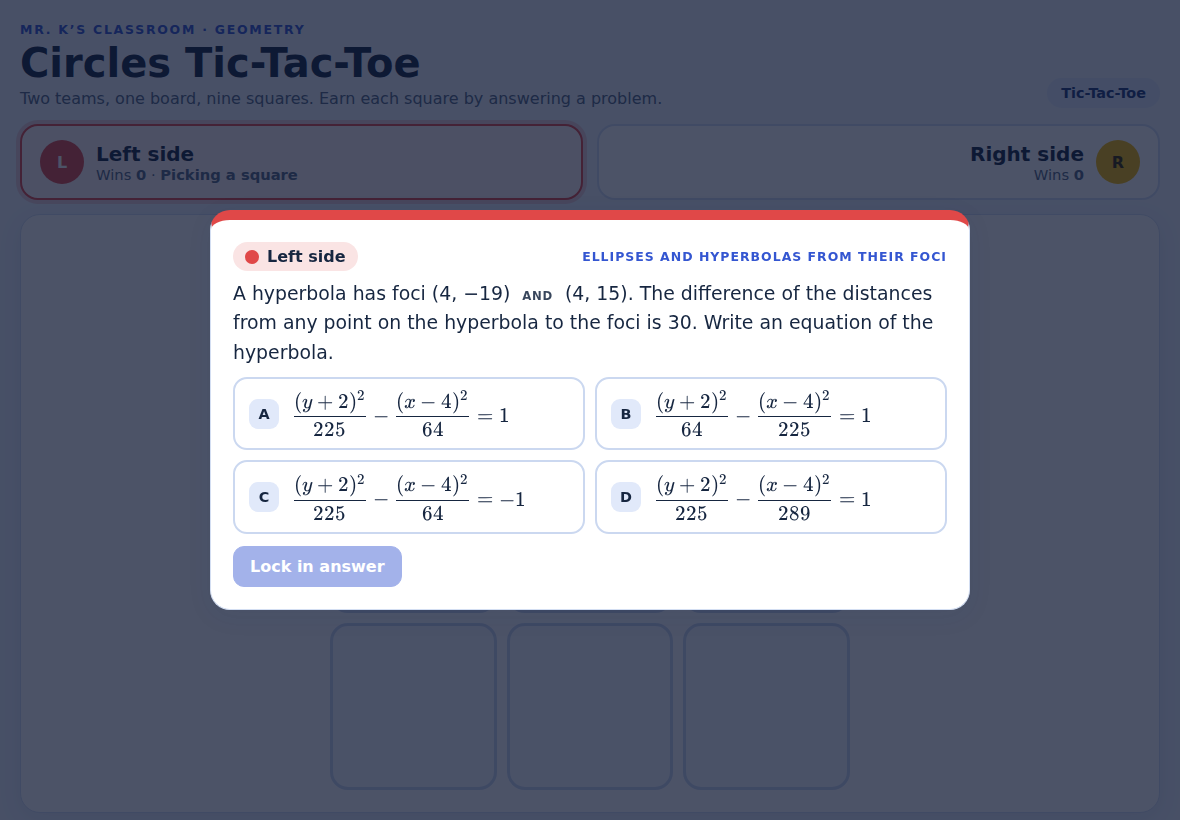 MR. K’S CLASSROOM · GEOMETRY
Circles Tic-Tac-Toe
Two teams, one board, nine squares. Earn each square by answering a problem.
Tic-Tac-Toe
L
Left side
Wins 0 · Picking a square
Right side
Wins 0
R
Left side
ELLIPSES AND HYPERBOLAS FROM THEIR FOCI
A hyperbola has foci (4, −19) AND (4, 15). The difference of the distances
from any point on the hyperbola to the foci is 30. Write an equation of the
hyperbola.
A (y + 2)²/225 − (x − 4)²/64 = 1
B (y + 2)²/64 − (x − 4)²/225 = 1
C (y + 2)²/225 − (x − 4)²/64 = −1
D (y + 2)²/225 − (x − 4)²/289 = 1
Lock in answer